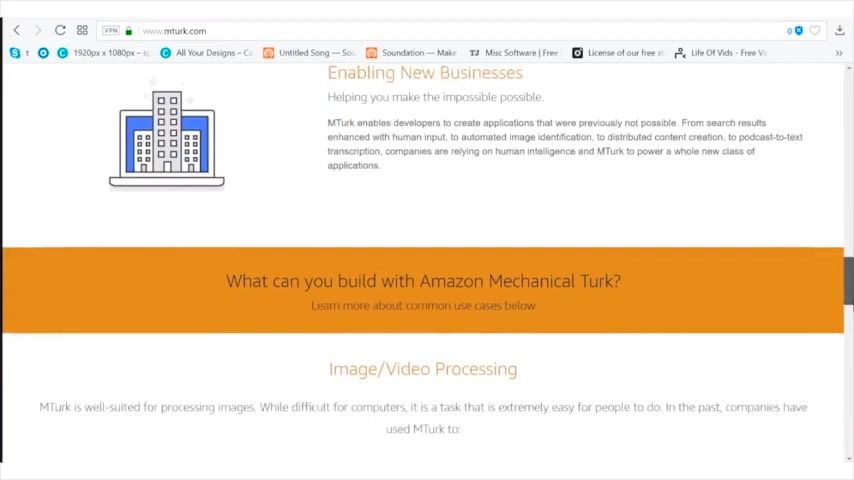 VPN
www.mturk.com
0
t
1920px x 1080px – s
All Your Designs – Ca
Untitled Song — Sou
Soundation — Make
TJ
Misc Software | Free
License of our free st
Life Of Vids - Free Vi
»
Enabling New Businesses
Helping you make the impossible possible.
MTurk enables developers to create applications that were previously not possible. From search results
enhanced with human input, to automated image identification, to distributed content creation, to podcast-to-text
transcription, companies are relying on human intelligence and MTurk to power a whole new class of
applications.
What can you build with Amazon Mechanical Turk?
Learn more about common use cases below
Image/Video Processing
MTurk is well-suited for processing images. While difficult for computers, it is a task that is extremely easy for people to do. In the past, companies have
used MTurk to: